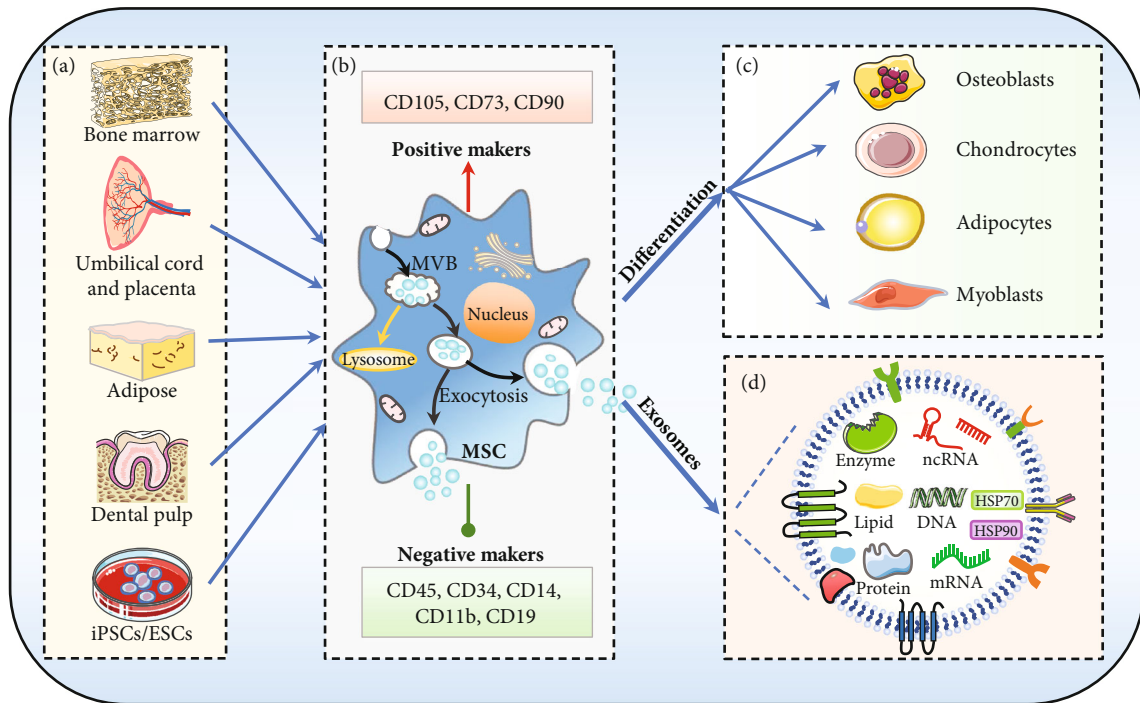 (a)
Bone marrow
Umbilical cord
and placenta
Adipose
Dental pulp
iPSCs/ESCs
(b)
CD105, CD73, CD90
Positive makers
MVB
Nucleus
Lysosome
Exocytosis
MSC
Negative makers
CD45, CD34, CD14,
CD11b, CD19
Differentiation
Exosomes
(c)
Osteoblasts
Chondrocytes
Adipocytes
Myoblasts
(d)
Enzyme
ncRNA
Lipid
DNA
HSP70
HSP90
Protein
mRNA